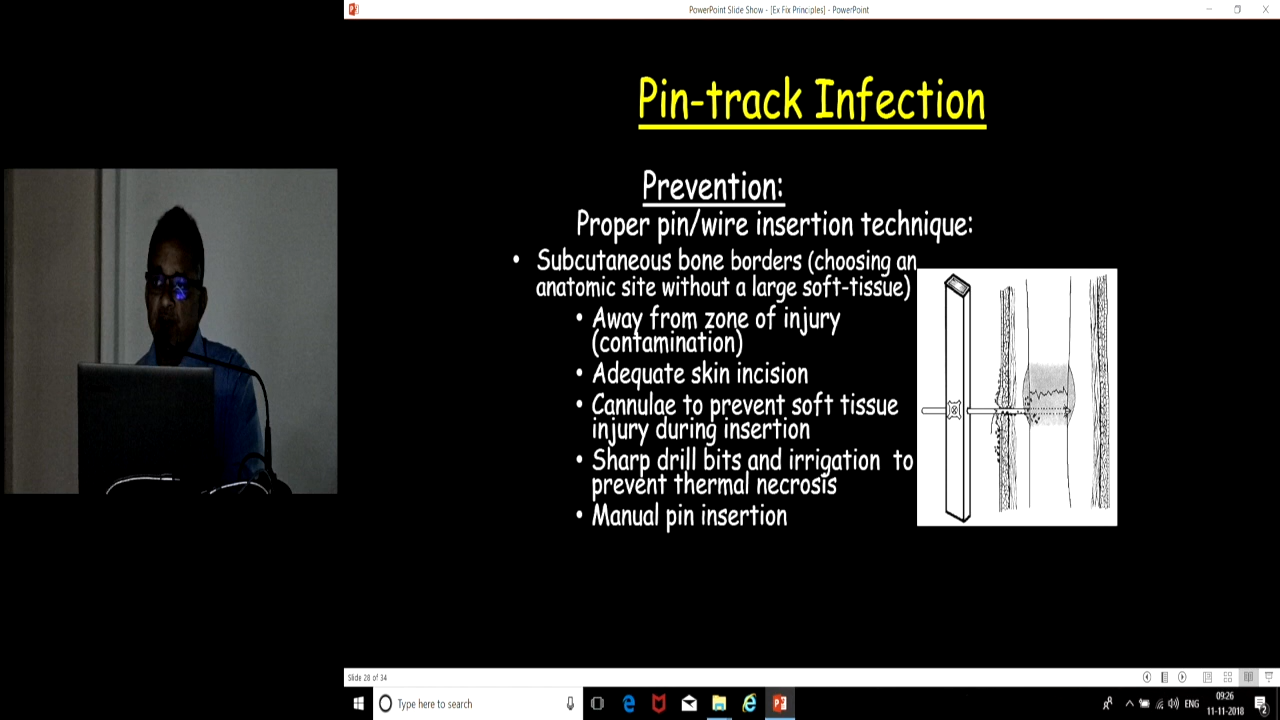 PowerPoint Slide Show - [Ex Fix Principles] - PowerPoint
Pin-track Infection
Prevention:
Proper pin/wire insertion technique:
• Subcutaneous bone borders (choosing an
anatomic site without a large soft-tissue)
• Away from zone of injury
(contamination)
• Adequate skin incision
• Cannulae to prevent soft tissue
injury during insertion
• Sharp drill bits and irrigation to
prevent thermal necrosis
• Manual pin insertion
Slide 28 of 34
Type here to search
ENG
09:26
11-11-2018
2